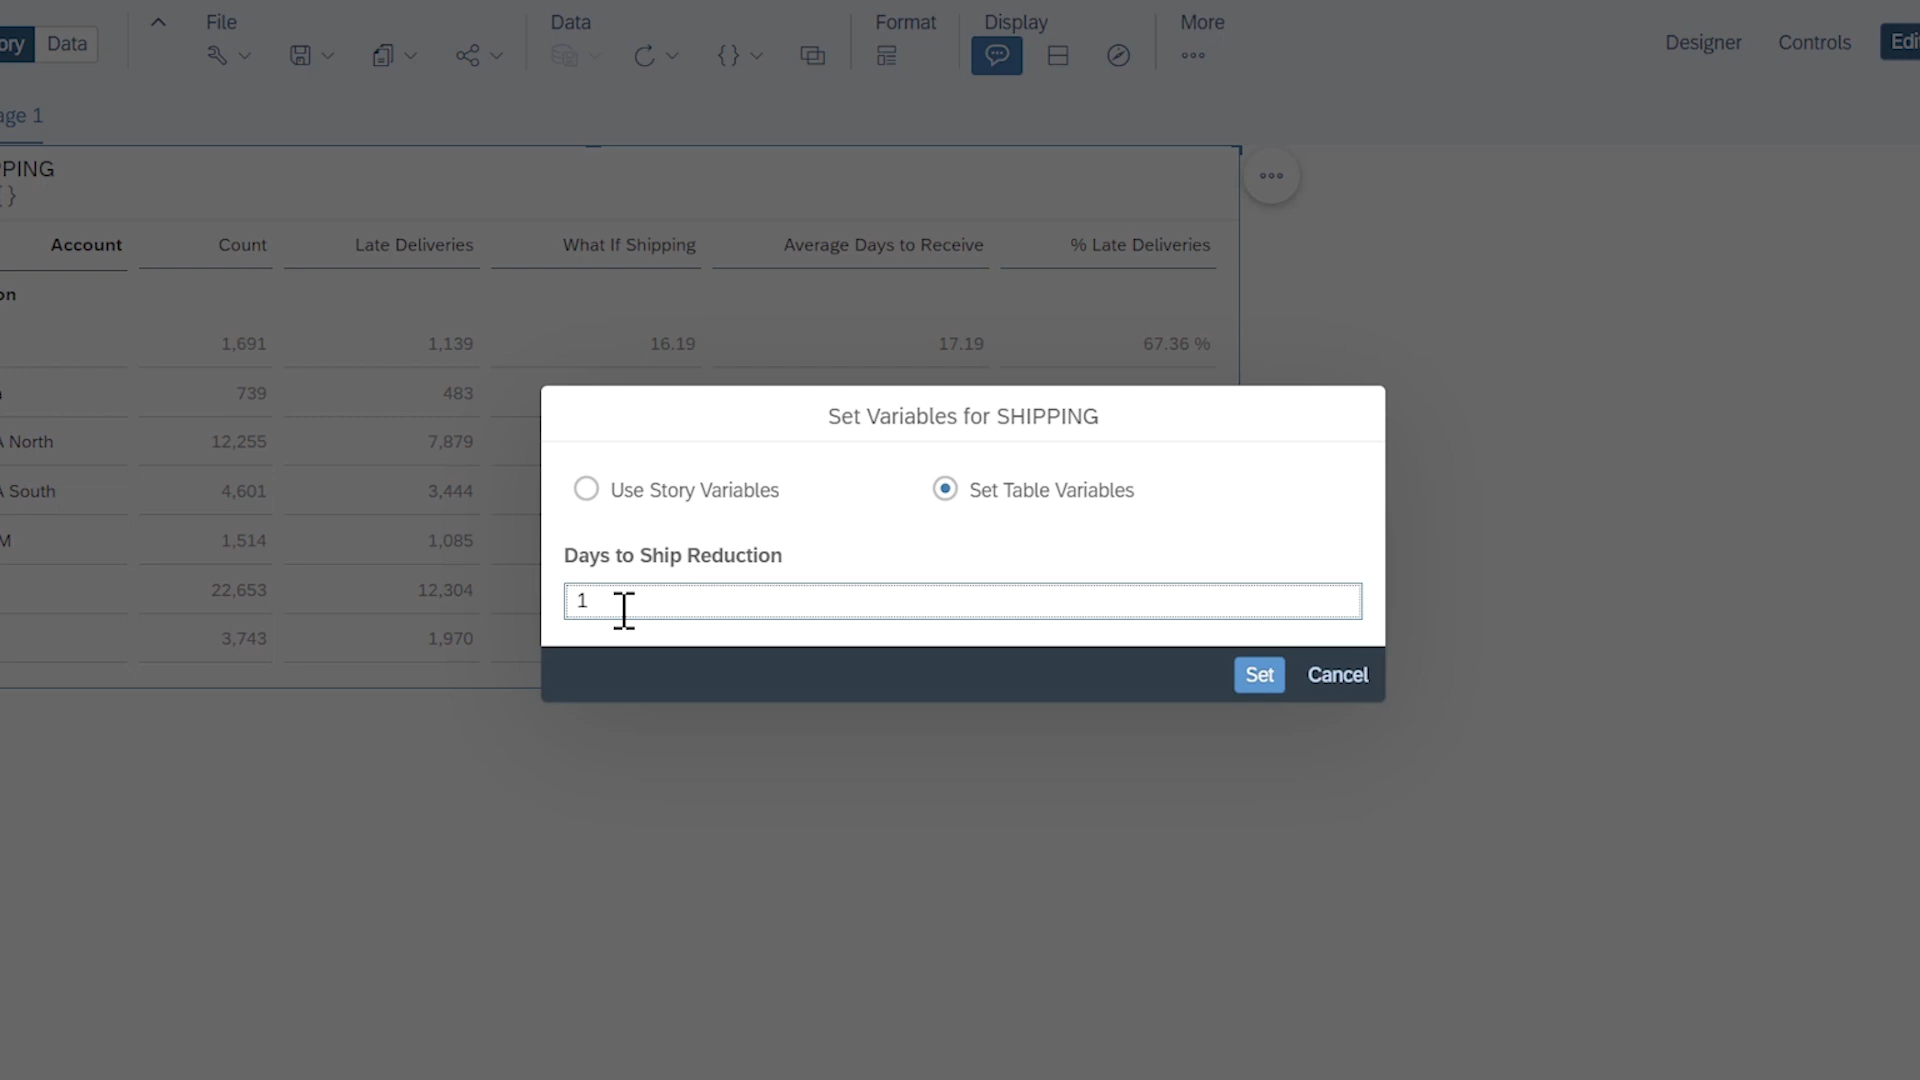 ory Data File Data Format Display More Designer Controls Edit
age 1
PPING
{}
Account Count Late Deliveries What If Shipping Average Days to Receive % Late Deliveries
on
1,691 1,139 16.19 17.19 67.36 %
739 483
A North 12,255 7,879
A South 4,601 3,444
M 1,514 1,085
22,653 12,304
3,743 1,970
Set Variables for SHIPPING
Use Story Variables Set Table Variables
Days to Ship Reduction
1
Set Cancel